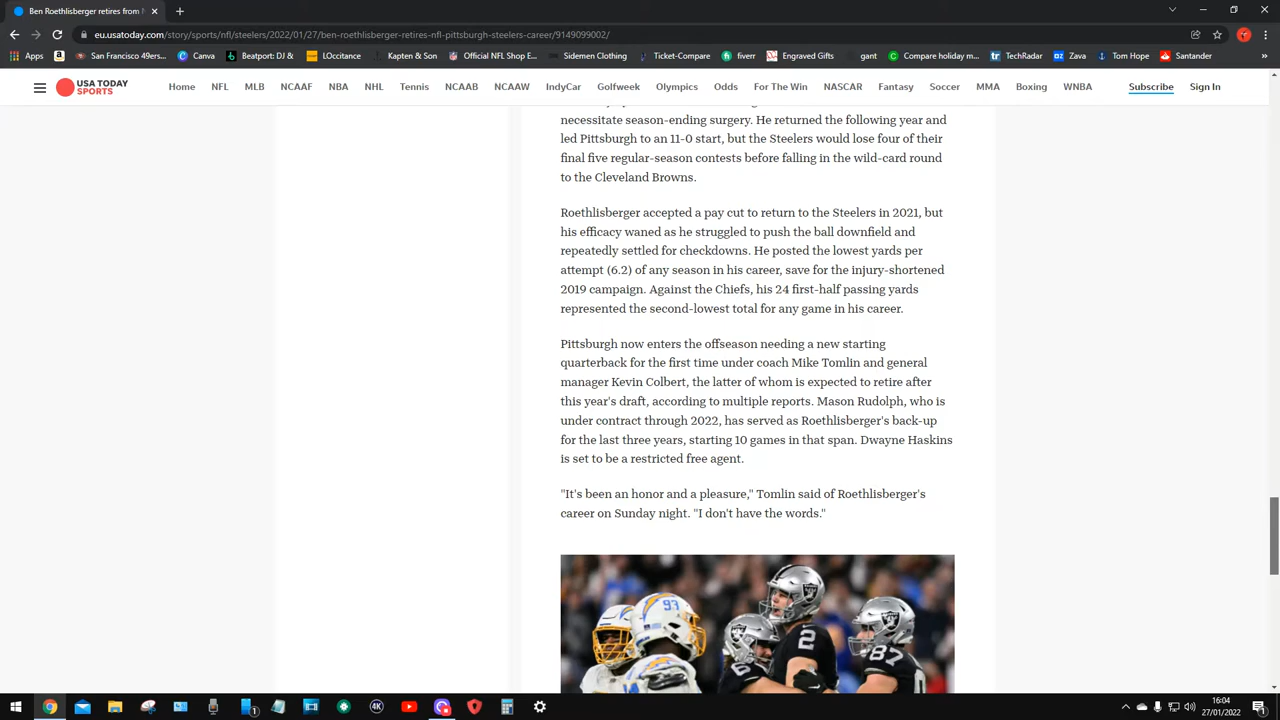 Ben Roethlisberger retires from N
eu.usatoday.com/story/sports/nfl/steelers/2022/01/27/ben-roethlisberger-retires-nfl-pittsburgh-steelers-career/9149099002/
Apps San Francisco 49ers... Canva Beatport: DJ &... LOccitance Kapten & Son Official NFL Shop E... Sidemen Clothing Ticket-Compare fiverr Engraved Gifts gant Compare holiday m... TechRadar Zava Tom Hope Santander
USA TODAY
SPORTS
Home NFL MLB NCAAF NBA NHL Tennis NCAAB NCAAW IndyCar Golfweek Olympics Odds For The Win NASCAR Fantasy Soccer MMA Boxing WNBA Subscribe Sign In
necessitate season-ending surgery. He returned the following year and
led Pittsburgh to an 11-0 start, but the Steelers would lose four of their
final five regular-season contests before falling in the wild-card round
to the Cleveland Browns.
Roethlisberger accepted a pay cut to return to the Steelers in 2021, but
his efficacy waned as he struggled to push the ball downfield and
repeatedly settled for checkdowns. He posted the lowest yards per
attempt (6.2) of any season in his career, save for the injury-shortened
2019 campaign. Against the Chiefs, his 24 first-half passing yards
represented the second-lowest total for any game in his career.
Pittsburgh now enters the offseason needing a new starting
quarterback for the first time under coach Mike Tomlin and general
manager Kevin Colbert, the latter of whom is expected to retire after
this year's draft, according to multiple reports. Mason Rudolph, who is
under contract through 2022, has served as Roethlisberger's back-up
for the last three years, starting 10 games in that span. Dwayne Haskins
is set to be a restricted free agent.
"It's been an honor and a pleasure," Tomlin said of Roethlisberger's
career on Sunday night. "I don't have the words."
93
2
87
4K
16:04
27/01/2022